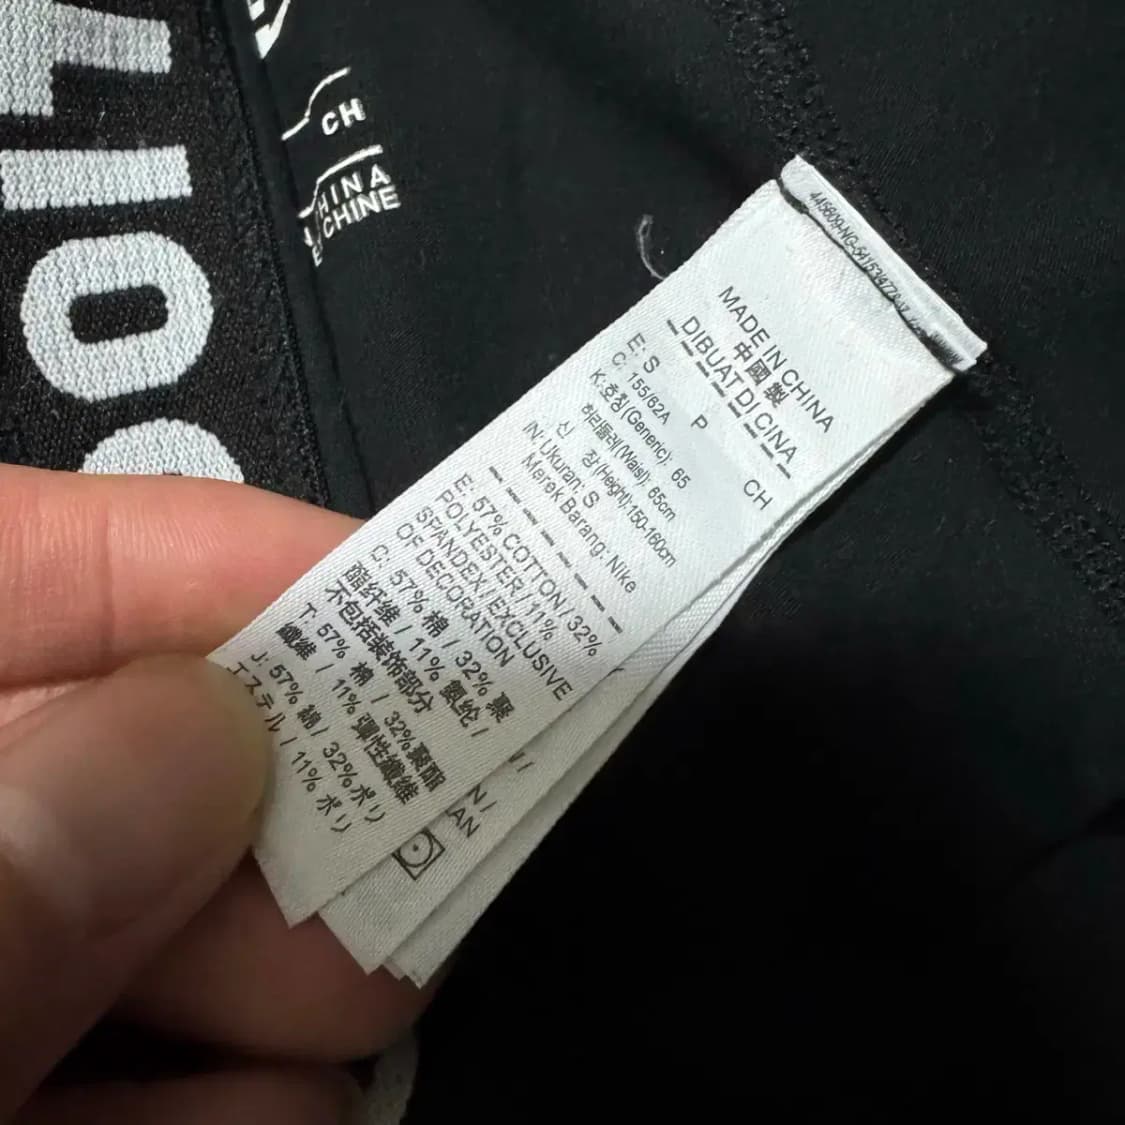 CH
HINA
CHINE
MADE IN CHINA
中國製
DIBUAT DI CINA
E: S P CH
C: 155/62A
K:호칭(Generic): 65
허리둘레(Waist): 65cm
신 장(Height):150-160cm
IN: Ukuran: S
Merek Barang: Nike
E: 57% COTTON / 32%
POLYESTER / 11%
SPANDEX / EXCLUSIVE
OF DECORATION
C: 57% 棉 / 32% 聚
酯纤维 / 11% 氨纶 /
不包括装饰部分
T: 57% 棉 / 32%聚酯
纖維 / 11% 彈性纖維
J: 57% 綿 / 32% ポリ
エステル / 11% ポリ
N /
AN